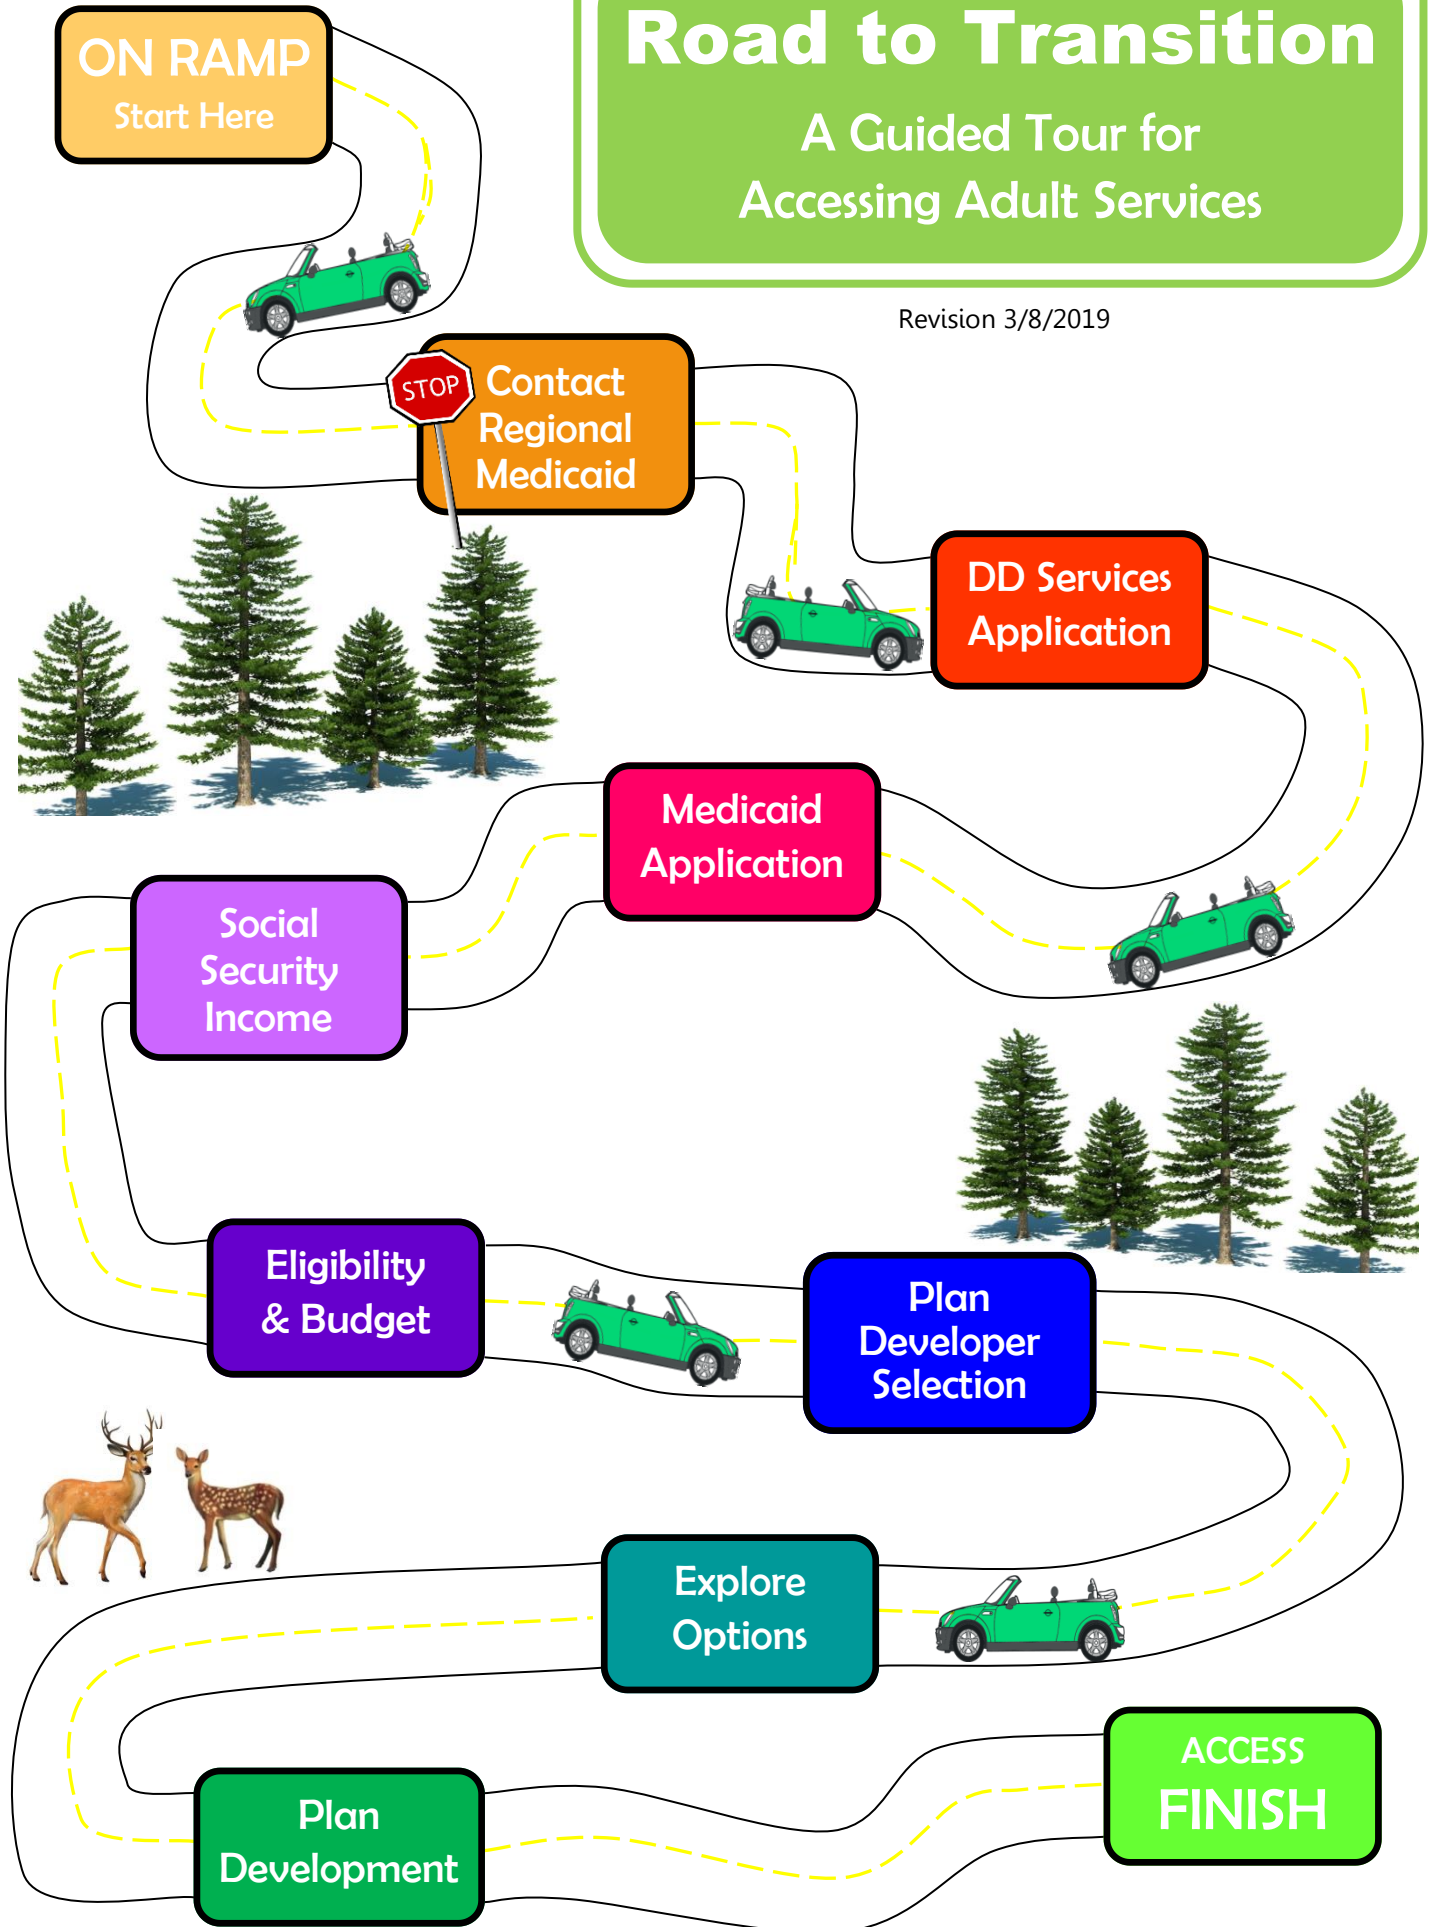 ON RAMP
Start Here
Road to Transition
A Guided Tour for
Accessing Adult Services
Revision 3/8/2019
STOP
Contact
Regional
Medicaid
DD Services
Application
Medicaid
Application
Social
Security
Income
Eligibility
& Budget
Plan
Developer
Selection
Explore
Options
Plan
Development
ACCESS
FINISH